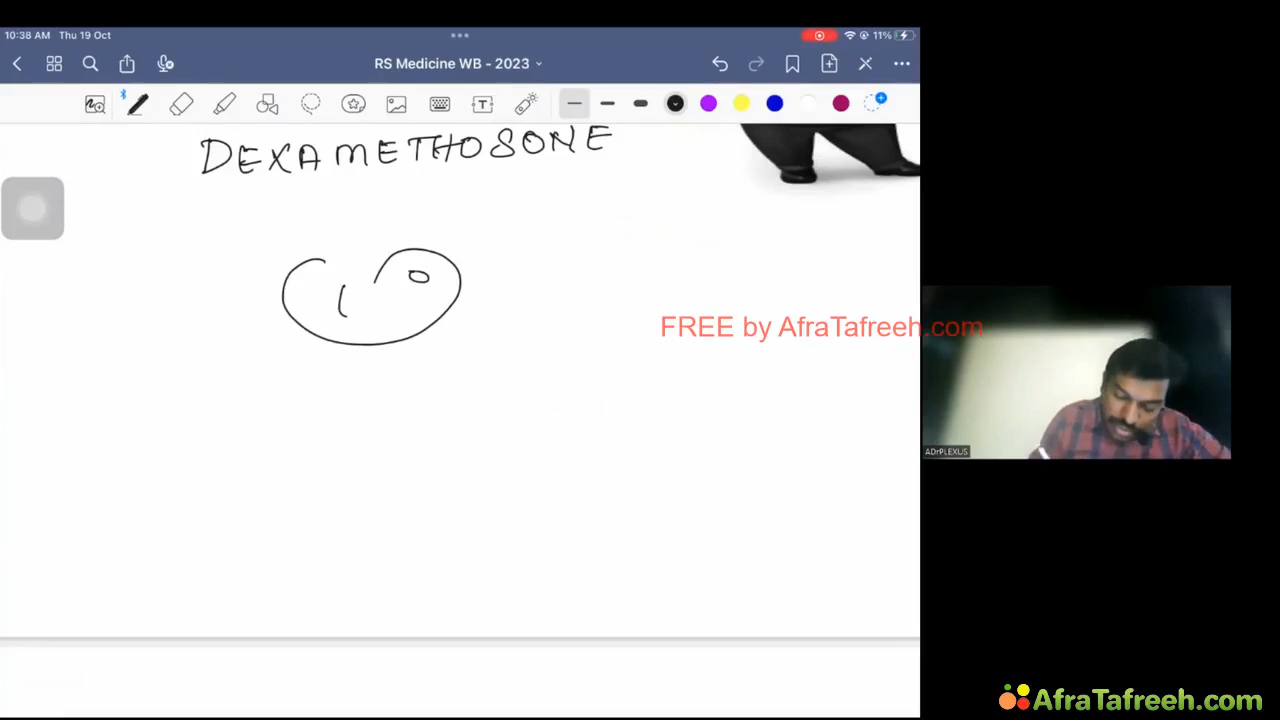 10:38 AM Thu 19 Oct
11%
RS Medicine WB - 2023
DEXAMETHOSONE
FREE by AfraTafreeh.com
ADrPLEXUS
AfraTafreeh.com